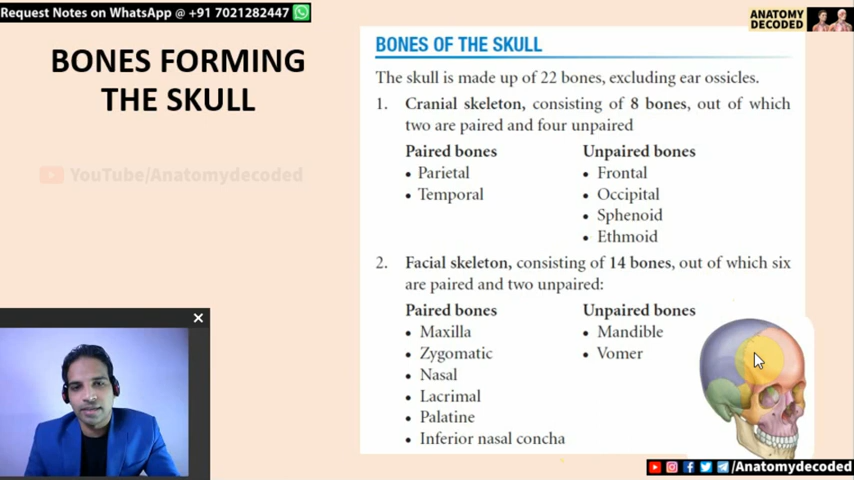 Request Notes on WhatsApp @ +91 7021282447
ANATOMY
DECODED
BONES FORMING
THE SKULL
YouTube/Anatomydecoded
BONES OF THE SKULL
The skull is made up of 22 bones, excluding ear ossicles.
1. Cranial skeleton, consisting of 8 bones, out of which
two are paired and four unpaired
Paired bones Unpaired bones
• Parietal • Frontal
• Temporal • Occipital
• Sphenoid
• Ethmoid
2. Facial skeleton, consisting of 14 bones, out of which six
are paired and two unpaired:
Paired bones Unpaired bones
• Maxilla • Mandible
• Zygomatic • Vomer
• Nasal
• Lacrimal
• Palatine
• Inferior nasal concha
/Anatomydecoded